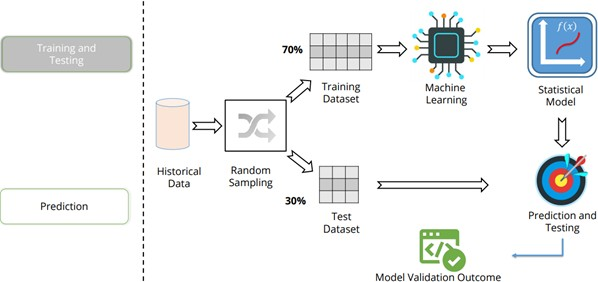 Training and
Testing
Prediction
Historical
Data
Random
Sampling
70%
Training
Dataset
30%
Test
Dataset
Machine
Learning
f(x)
Statistical
Model
Prediction and
Testing
Model Validation Outcome